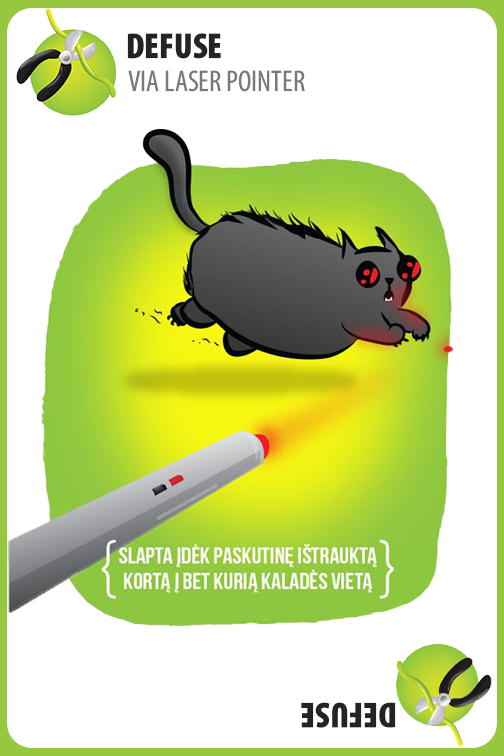 DEFUSE
VIA LASER POINTER
SLAPTA ĮDĖK PASKUTINĘ IŠTRAUKTĄ
KORTĄ Į BET KURIĄ KALADĖS VIETĄ
DEFUSE